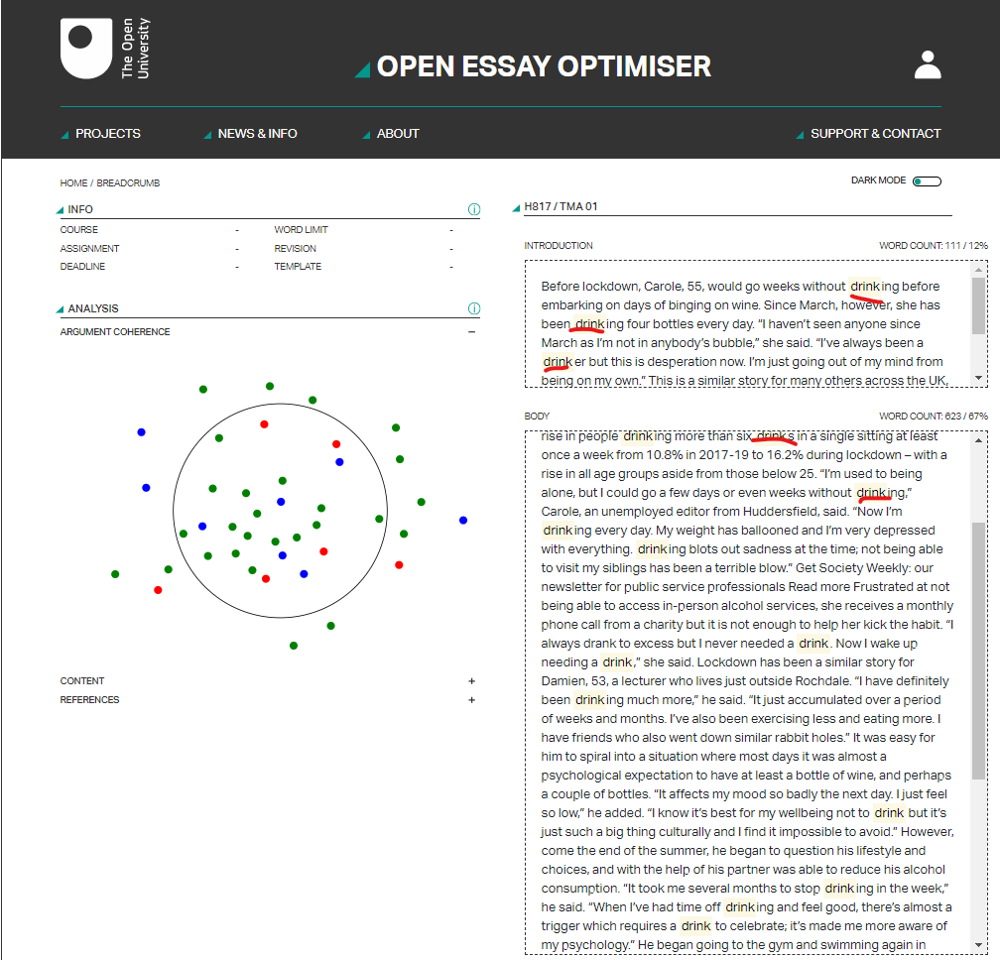 The Open
University
OPEN ESSAY OPTIMISER
PROJECTS
NEWS & INFO
ABOUT
SUPPORT & CONTACT
HOME / BREADCRUMB
DARK MODE
INFO
COURSE - WORD LIMIT -
ASSIGNMENT - REVISION -
DEADLINE - TEMPLATE -
ANALYSIS
ARGUMENT COHERENCE −
CONTENT +
REFERENCES +
H817 / TMA 01
INTRODUCTION WORD COUNT: 111 / 12%
Before lockdown, Carole, 55, would go weeks without drinking before
embarking on days of binging on wine. Since March, however, she has
been drinking four bottles every day. “I haven’t seen anyone since
March as I’m not in anybody’s bubble,” she said. “I’ve always been a
drinker but this is desperation now. I’m just going out of my mind from
being on my own.” This is a similar story for many others across the UK,
BODY WORD COUNT: 623 / 67%
rise in people drinking more than six drinks in a single sitting at least
once a week from 10.8% in 2017-19 to 16.2% during lockdown – with a
rise in all age groups aside from those below 25. “I’m used to being
alone, but I could go a few days or even weeks without drinking,”
Carole, an unemployed editor from Huddersfield, said. “Now I’m
drinking every day. My weight has ballooned and I’m very depressed
with everything. drinking blots out sadness at the time; not being able
to visit my siblings has been a terrible blow.” Get Society Weekly: our
newsletter for public service professionals Read more Frustrated at not
being able to access in-person alcohol services, she receives a monthly
phone call from a charity but it is not enough to help her kick the habit. “I
always drank to excess but I never needed a drink. Now I wake up
needing a drink,” she said. Lockdown has been a similar story for
Damien, 53, a lecturer who lives just outside Rochdale. “I have definitely
been drinking much more,” he said. “It just accumulated over a period
of weeks and months. I’ve also been exercising less and eating more. I
have friends who also went down similar rabbit holes.” It was easy for
him to spiral into a situation where most days it was almost a
psychological expectation to have at least a bottle of wine, and perhaps
a couple of bottles. “It affects my mood so badly the next day. I just feel
so low,” he added. “I know it’s best for my wellbeing not to drink but it’s
just such a big thing culturally and I find it impossible to avoid.” However,
come the end of the summer, he began to question his lifestyle and
choices, and with the help of his partner was able to reduce his alcohol
consumption. “It took me several months to stop drinking in the week,”
he said. “When I’ve had time off drinking and feel good, there’s almost a
trigger which requires a drink to celebrate; it’s made me more aware of
my psychology.” He began going to the gym and swimming again in